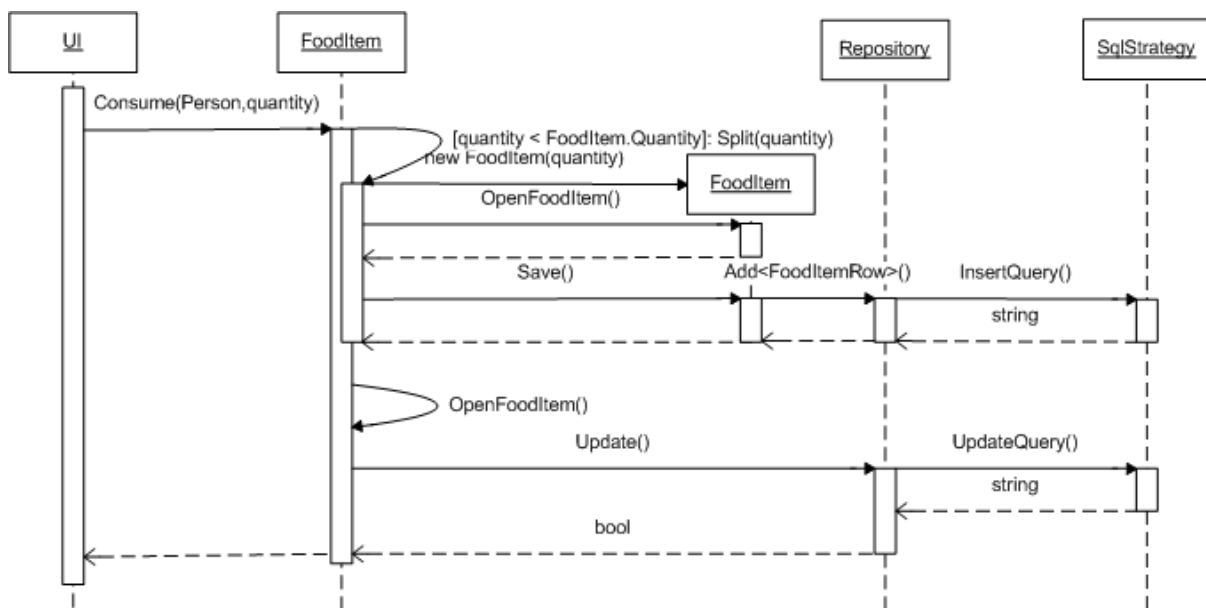 UI
FoodItem
Repository
SqlStrategy
Consume(Person,quantity)
[quantity < FoodItem.Quantity]: Split(quantity)
new FoodItem(quantity)
FoodItem
OpenFoodItem()
Save()
Add<FoodItemRow>()
InsertQuery()
string
OpenFoodItem()
Update()
UpdateQuery()
string
bool